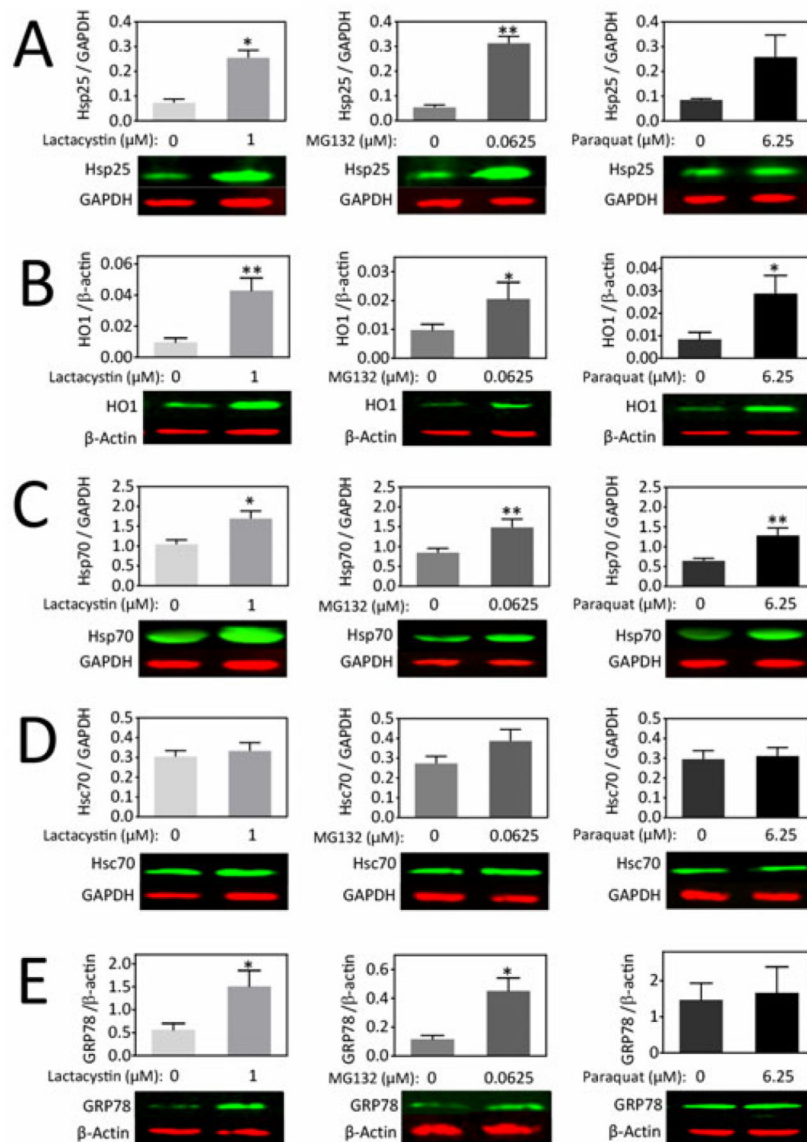 A
Hsp25 / GAPDH
0.4
0.3
0.2
0.1
0.0
*
Lactacystin (µM): 0 1
Hsp25
GAPDH
Hsp25 / GAPDH
0.4
0.3
0.2
0.1
0.0
**
MG132 (µM): 0 0.0625
Hsp25
GAPDH
Hsp25 / GAPDH
0.4
0.3
0.2
0.1
0.0
Paraquat (µM): 0 6.25
Hsp25
GAPDH
B
HO1 /β-actin
0.06
0.04
0.02
0.00
**
Lactacystin (µM): 0 1
HO1
β-Actin
HO1 /β-actin
0.03
0.02
0.01
0.00
*
MG132 (µM): 0 0.0625
HO1
β-Actin
HO1 /β-actin
0.04
0.03
0.02
0.01
0.00
*
Paraquat (µM): 0 6.25
HO1
β-Actin
C
Hsp70 / GAPDH
2.5
2.0
1.5
1.0
0.5
0.0
*
Lactacystin (µM): 0 1
Hsp70
GAPDH
Hsp70 / GAPDH
2.5
2.0
1.5
1.0
0.5
0.0
**
MG132 (µM): 0 0.0625
Hsp70
GAPDH
Hsp70 / GAPDH
2.5
2.0
1.5
1.0
0.5
0.0
**
Paraquat (µM): 0 6.25
Hsp70
GAPDH
D
Hsc70 / GAPDH
0.5
0.4
0.3
0.2
0.1
0.0
Lactacystin (µM): 0 1
Hsc70
GAPDH
Hsc70 / GAPDH
0.5
0.4
0.3
0.2
0.1
0.0
MG132 (µM): 0 0.0625
Hsc70
GAPDH
Hsc70 / GAPDH
0.5
0.4
0.3
0.2
0.1
0.0
Paraquat (µM): 0 6.25
Hsc70
GAPDH
E
GRP78 /β-actin
2.0
1.5
1.0
0.5
0.0
*
Lactacystin (µM): 0 1
GRP78
β-Actin
GRP78 /β-actin
0.6
0.4
0.2
0.0
*
MG132 (µM): 0 0.0625
GRP78
β-Actin
GRP78 /β-actin
2
1
0
Paraquat (µM): 0 6.25
GRP78
β-Actin